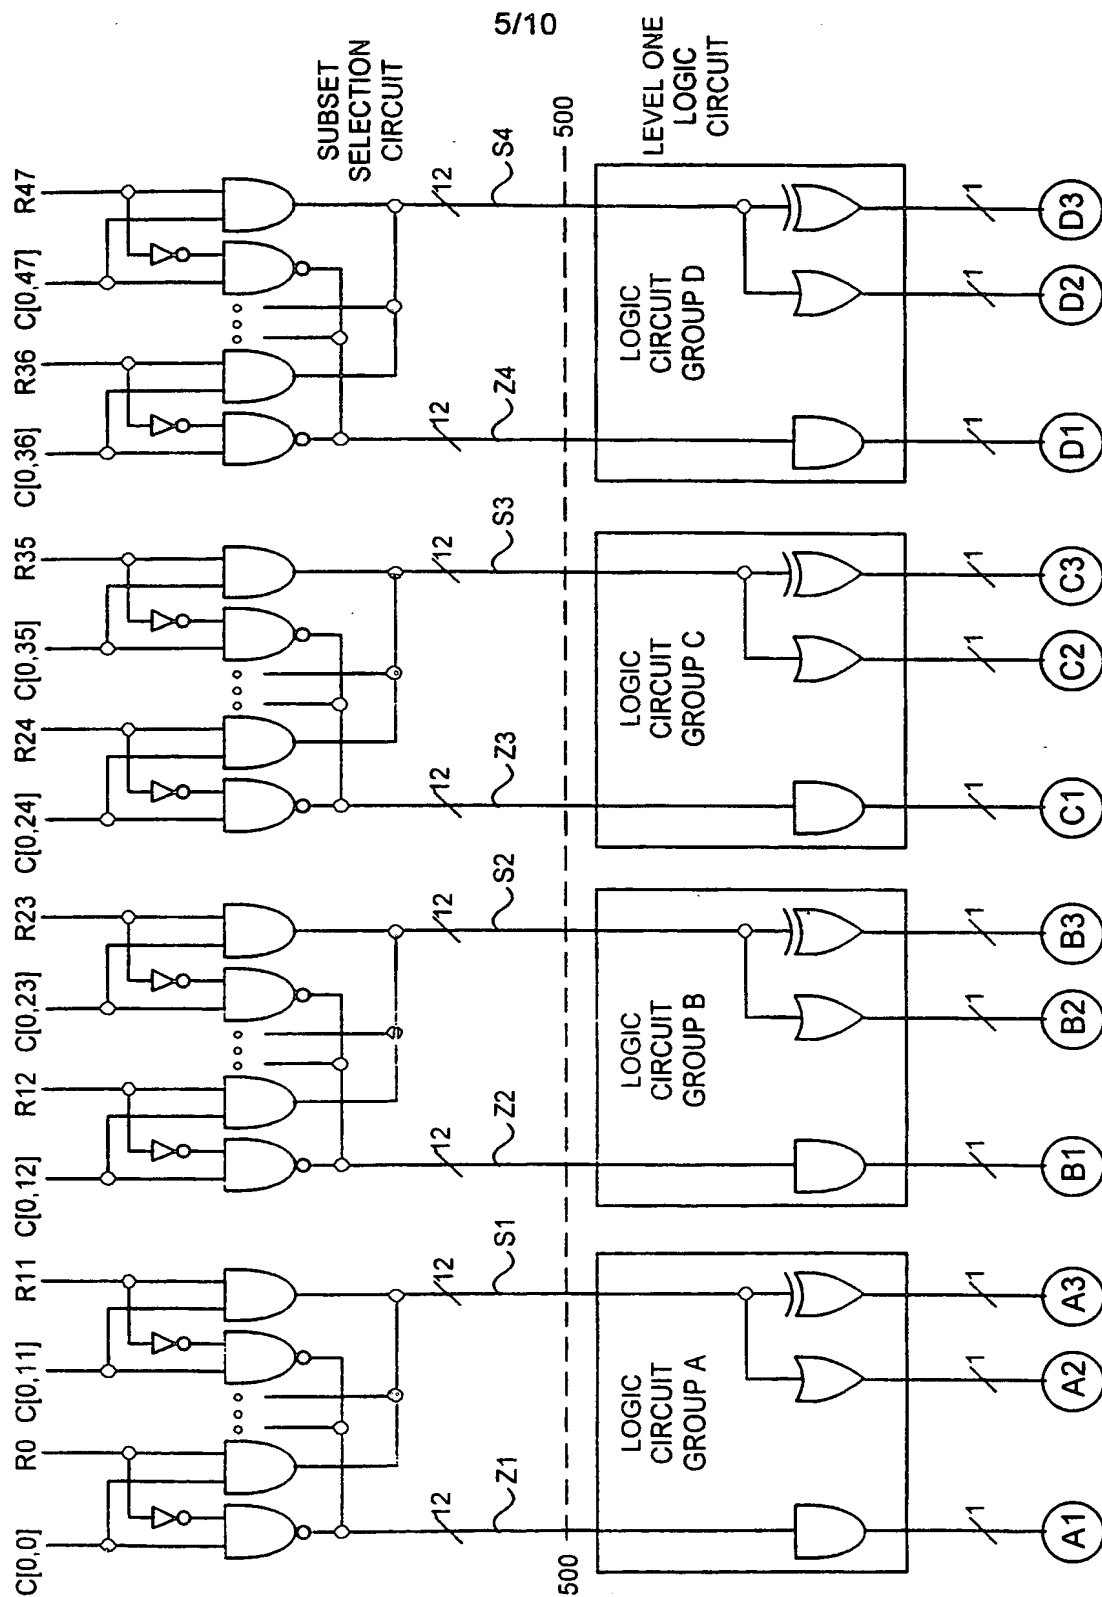 5/10
C[0,0]
R0
C[0,11]
R11
C[0,12]
R12
C[0,23]
R23
C[0,24]
R24
C[0,35]
R35
C[0,36]
R36
C[0,47]
R47
SUBSET
SELECTION
CIRCUIT
12
Z1
12
S1
12
Z2
12
S2
12
Z3
12
S3
12
Z4
12
S4
500
500
LEVEL ONE
LOGIC
CIRCUIT
LOGIC
CIRCUIT
GROUP A
LOGIC
CIRCUIT
GROUP B
LOGIC
CIRCUIT
GROUP C
LOGIC
CIRCUIT
GROUP D
1
1
1
1
1
1
1
1
1
1
1
1
A1
A2
A3
B1
B2
B3
C1
C2
C3
D1
D2
D3